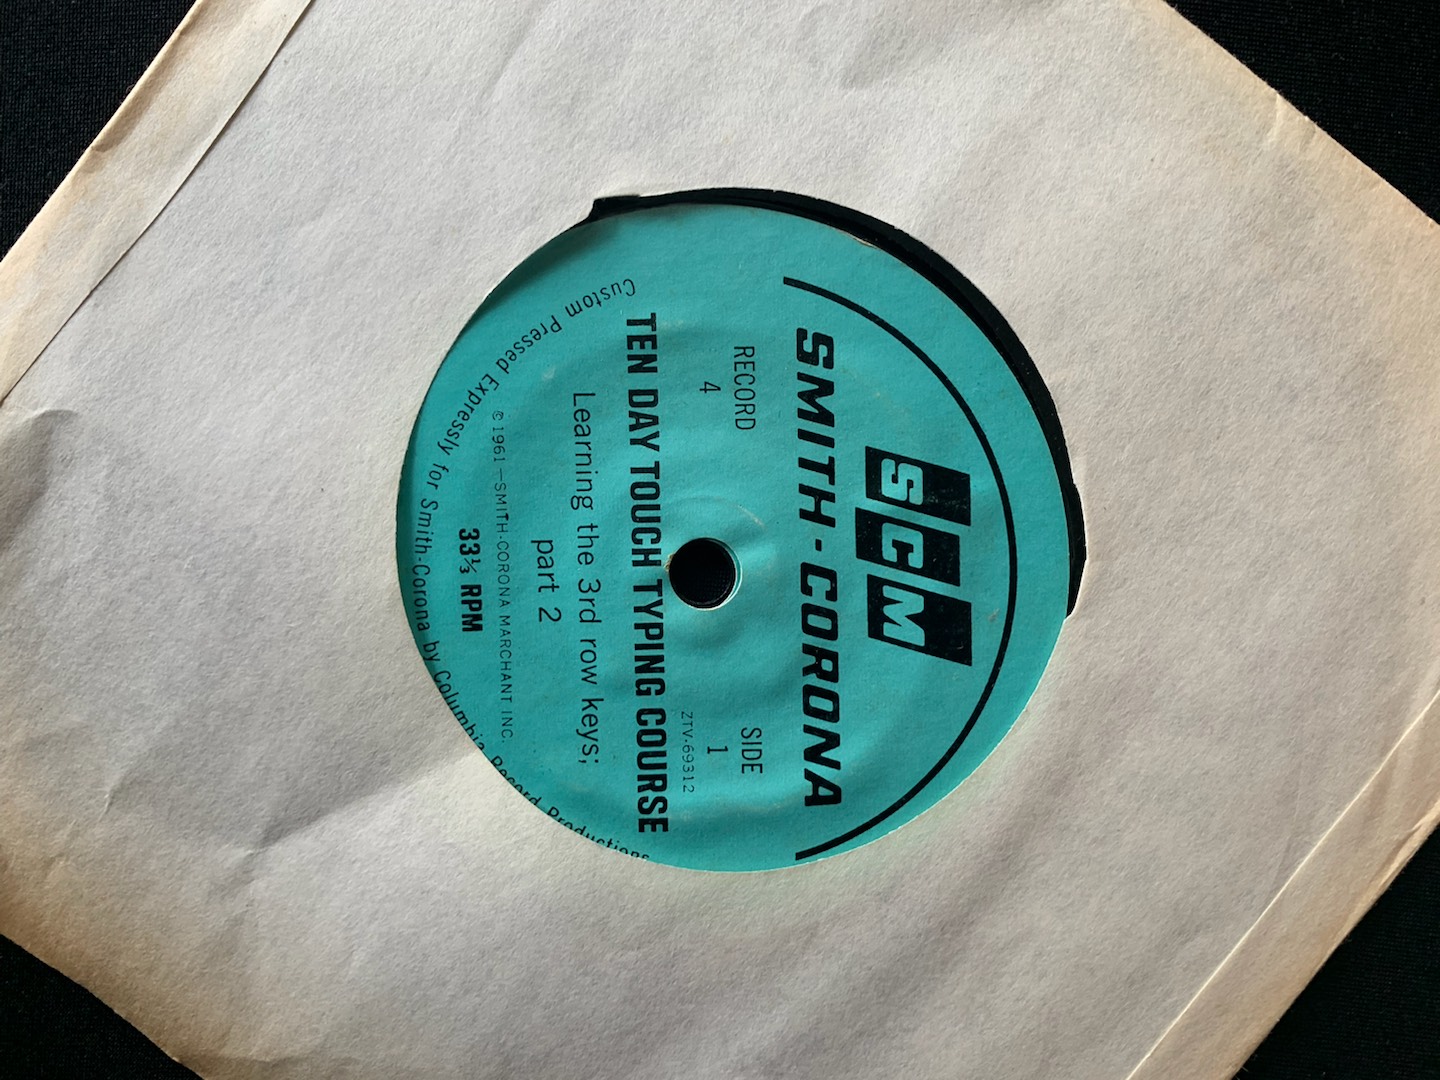 SCM
SMITH-CORONA
RECORD
4
SIDE
1
ZTV-69312
TEN DAY TOUCH TYPING COURSE
Learning the 3rd row keys;
part 2
© 1961 —SMITH-CORONA MARCHANT INC.
33⅓ RPM
Custom Pressed Expressly for Smith-Corona by Columbia Record Productions